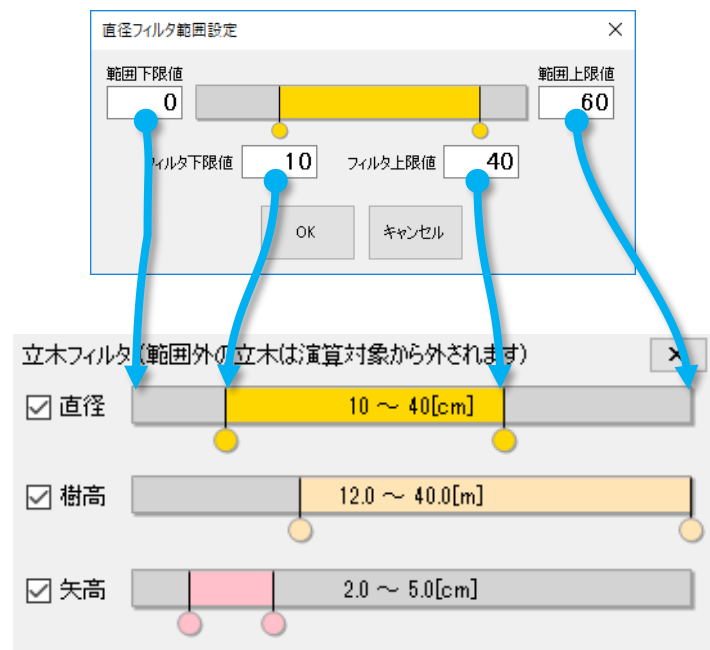 直径フィルタ範囲設定
範囲下限値
範囲上限値
0
60
フィルタ下限値 10 フィルタ上限値 40
OK キャンセル
立木フィルタ(範囲外の立木は演算対象から外されます)
直径 10 ～ 40[cm]
樹高 12.0 ～ 40.0[m]
矢高 2.0 ～ 5.0[cm]